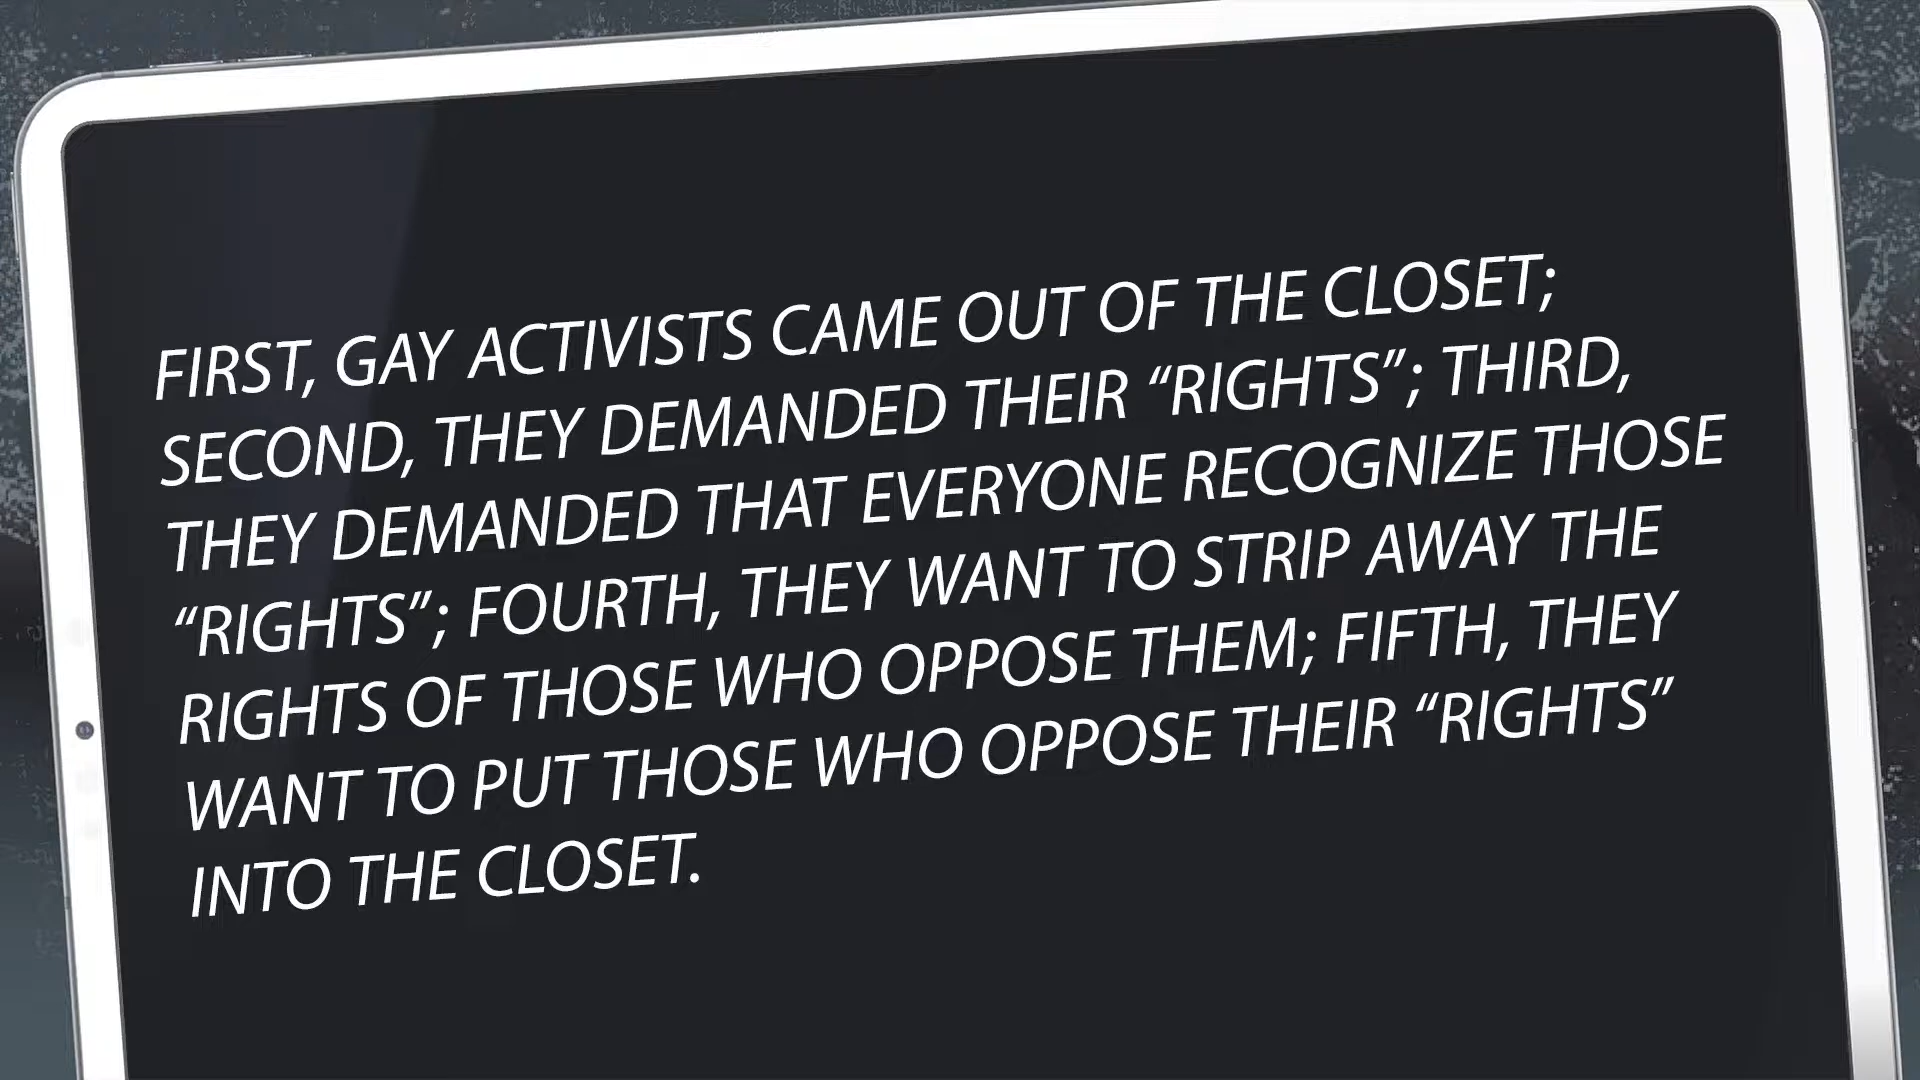 FIRST, GAY ACTIVISTS CAME OUT OF THE CLOSET;
SECOND, THEY DEMANDED THEIR “RIGHTS”; THIRD,
THEY DEMANDED THAT EVERYONE RECOGNIZE THOSE
“RIGHTS”; FOURTH, THEY WANT TO STRIP AWAY THE
RIGHTS OF THOSE WHO OPPOSE THEM; FIFTH, THEY
WANT TO PUT THOSE WHO OPPOSE THEIR “RIGHTS”
INTO THE CLOSET.